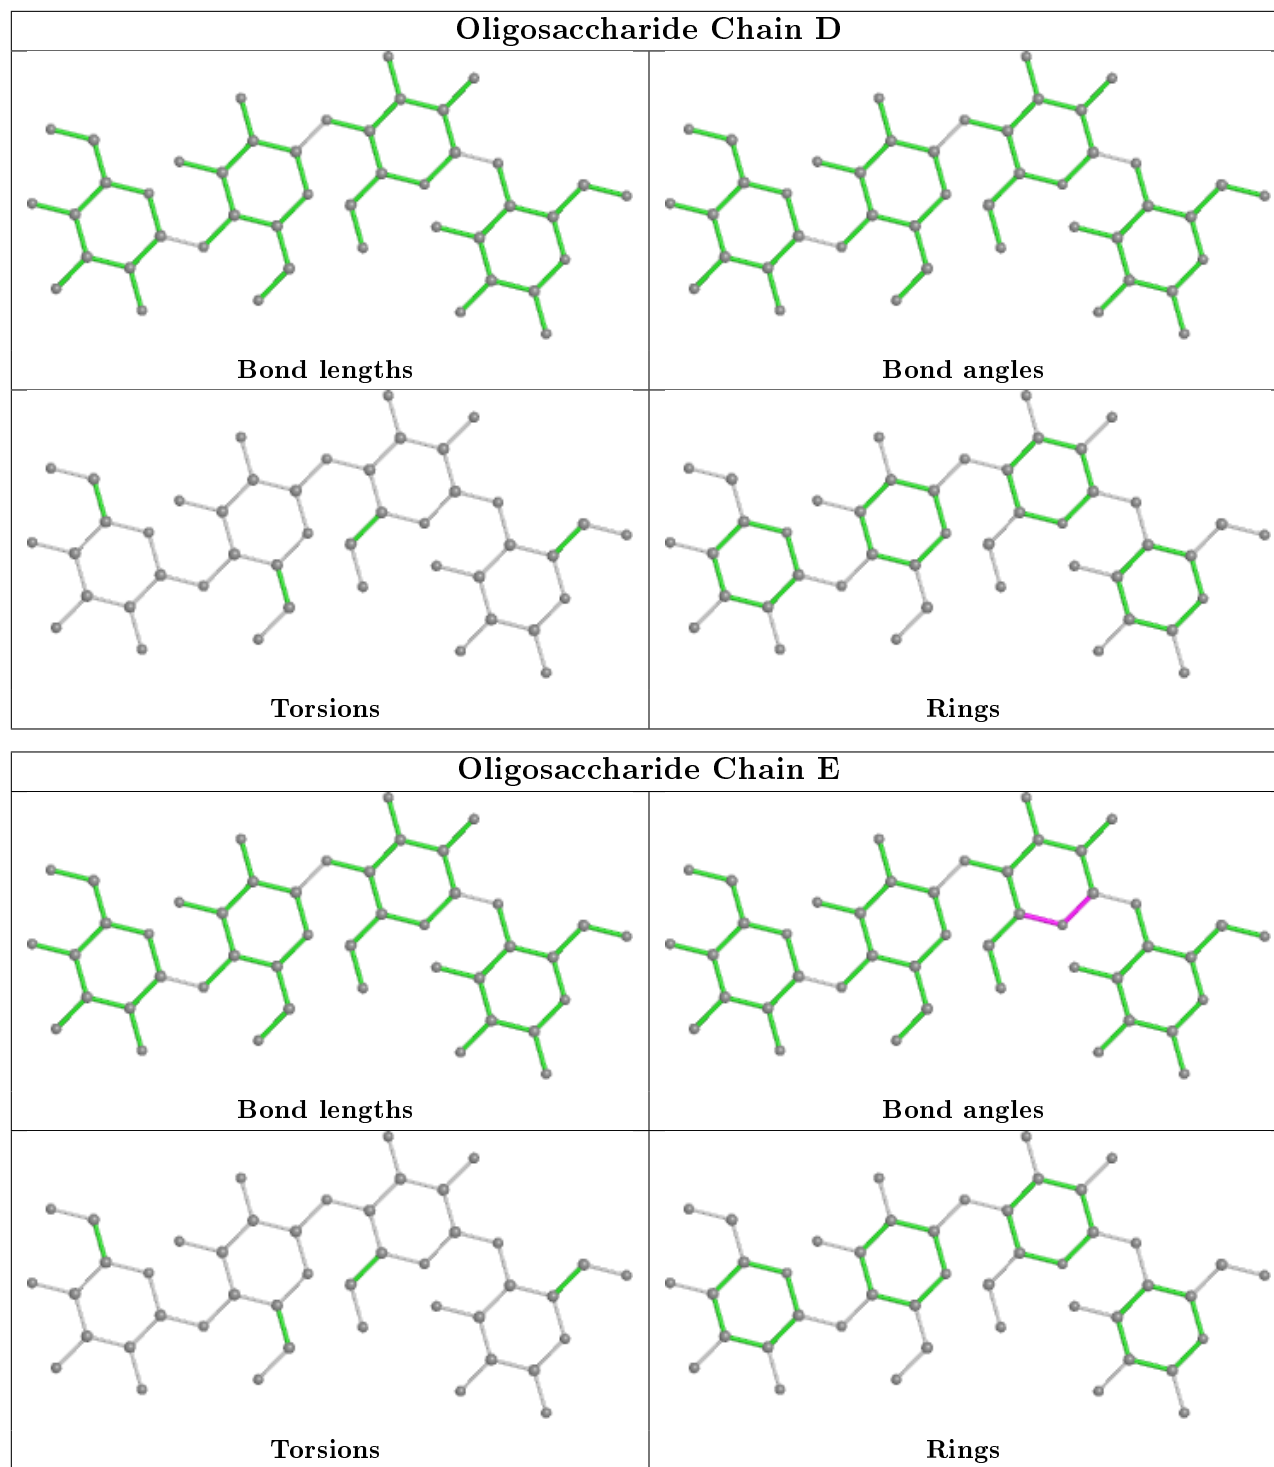 Oligosaccharide Chain D
Bond lengths
Bond angles
Torsions
Rings
Oligosaccharide Chain E
Bond lengths
Bond angles
Torsions
Rings